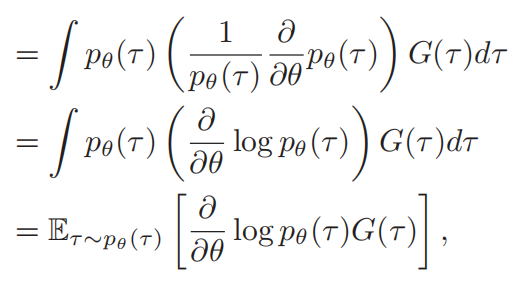 = ∫ p_θ(τ) ( 1/p_θ(τ) ∂/∂θ p_θ(τ) ) G(τ)dτ
= ∫ p_θ(τ) ( ∂/∂θ log p_θ(τ) ) G(τ)dτ
= 𝔼_{τ∼p_θ(τ)} [ ∂/∂θ log p_θ(τ)G(τ) ] ,